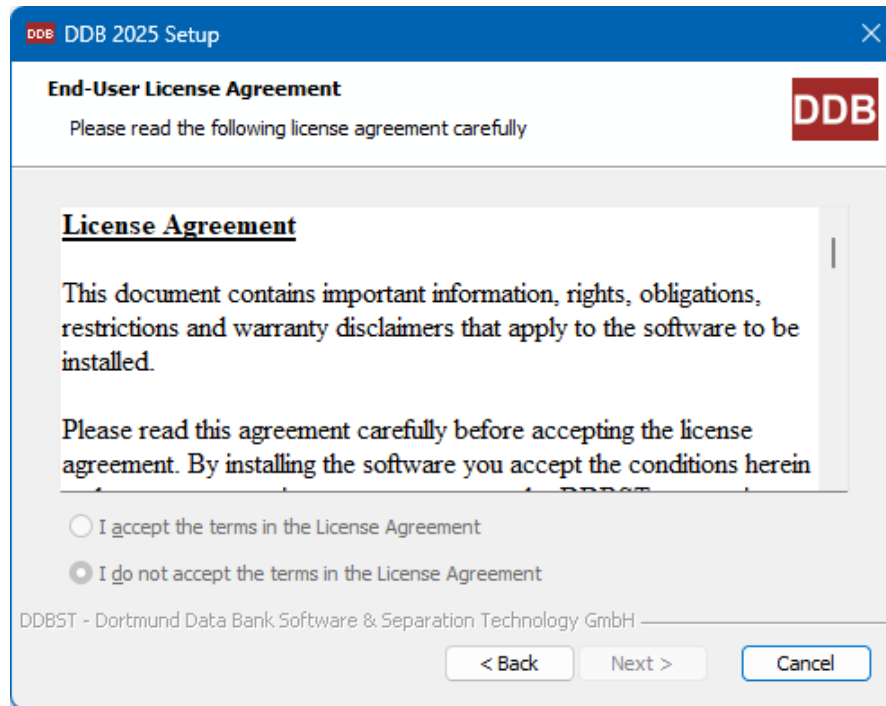 DDB DDB 2025 Setup
End-User License Agreement
Please read the following license agreement carefully
DDB
License Agreement
This document contains important information, rights, obligations,
restrictions and warranty disclaimers that apply to the software to be
installed.
Please read this agreement carefully before accepting the license
agreement. By installing the software you accept the conditions herein
I accept the terms in the License Agreement
I do not accept the terms in the License Agreement
DDBST - Dortmund Data Bank Software & Separation Technology GmbH
< Back Next > Cancel